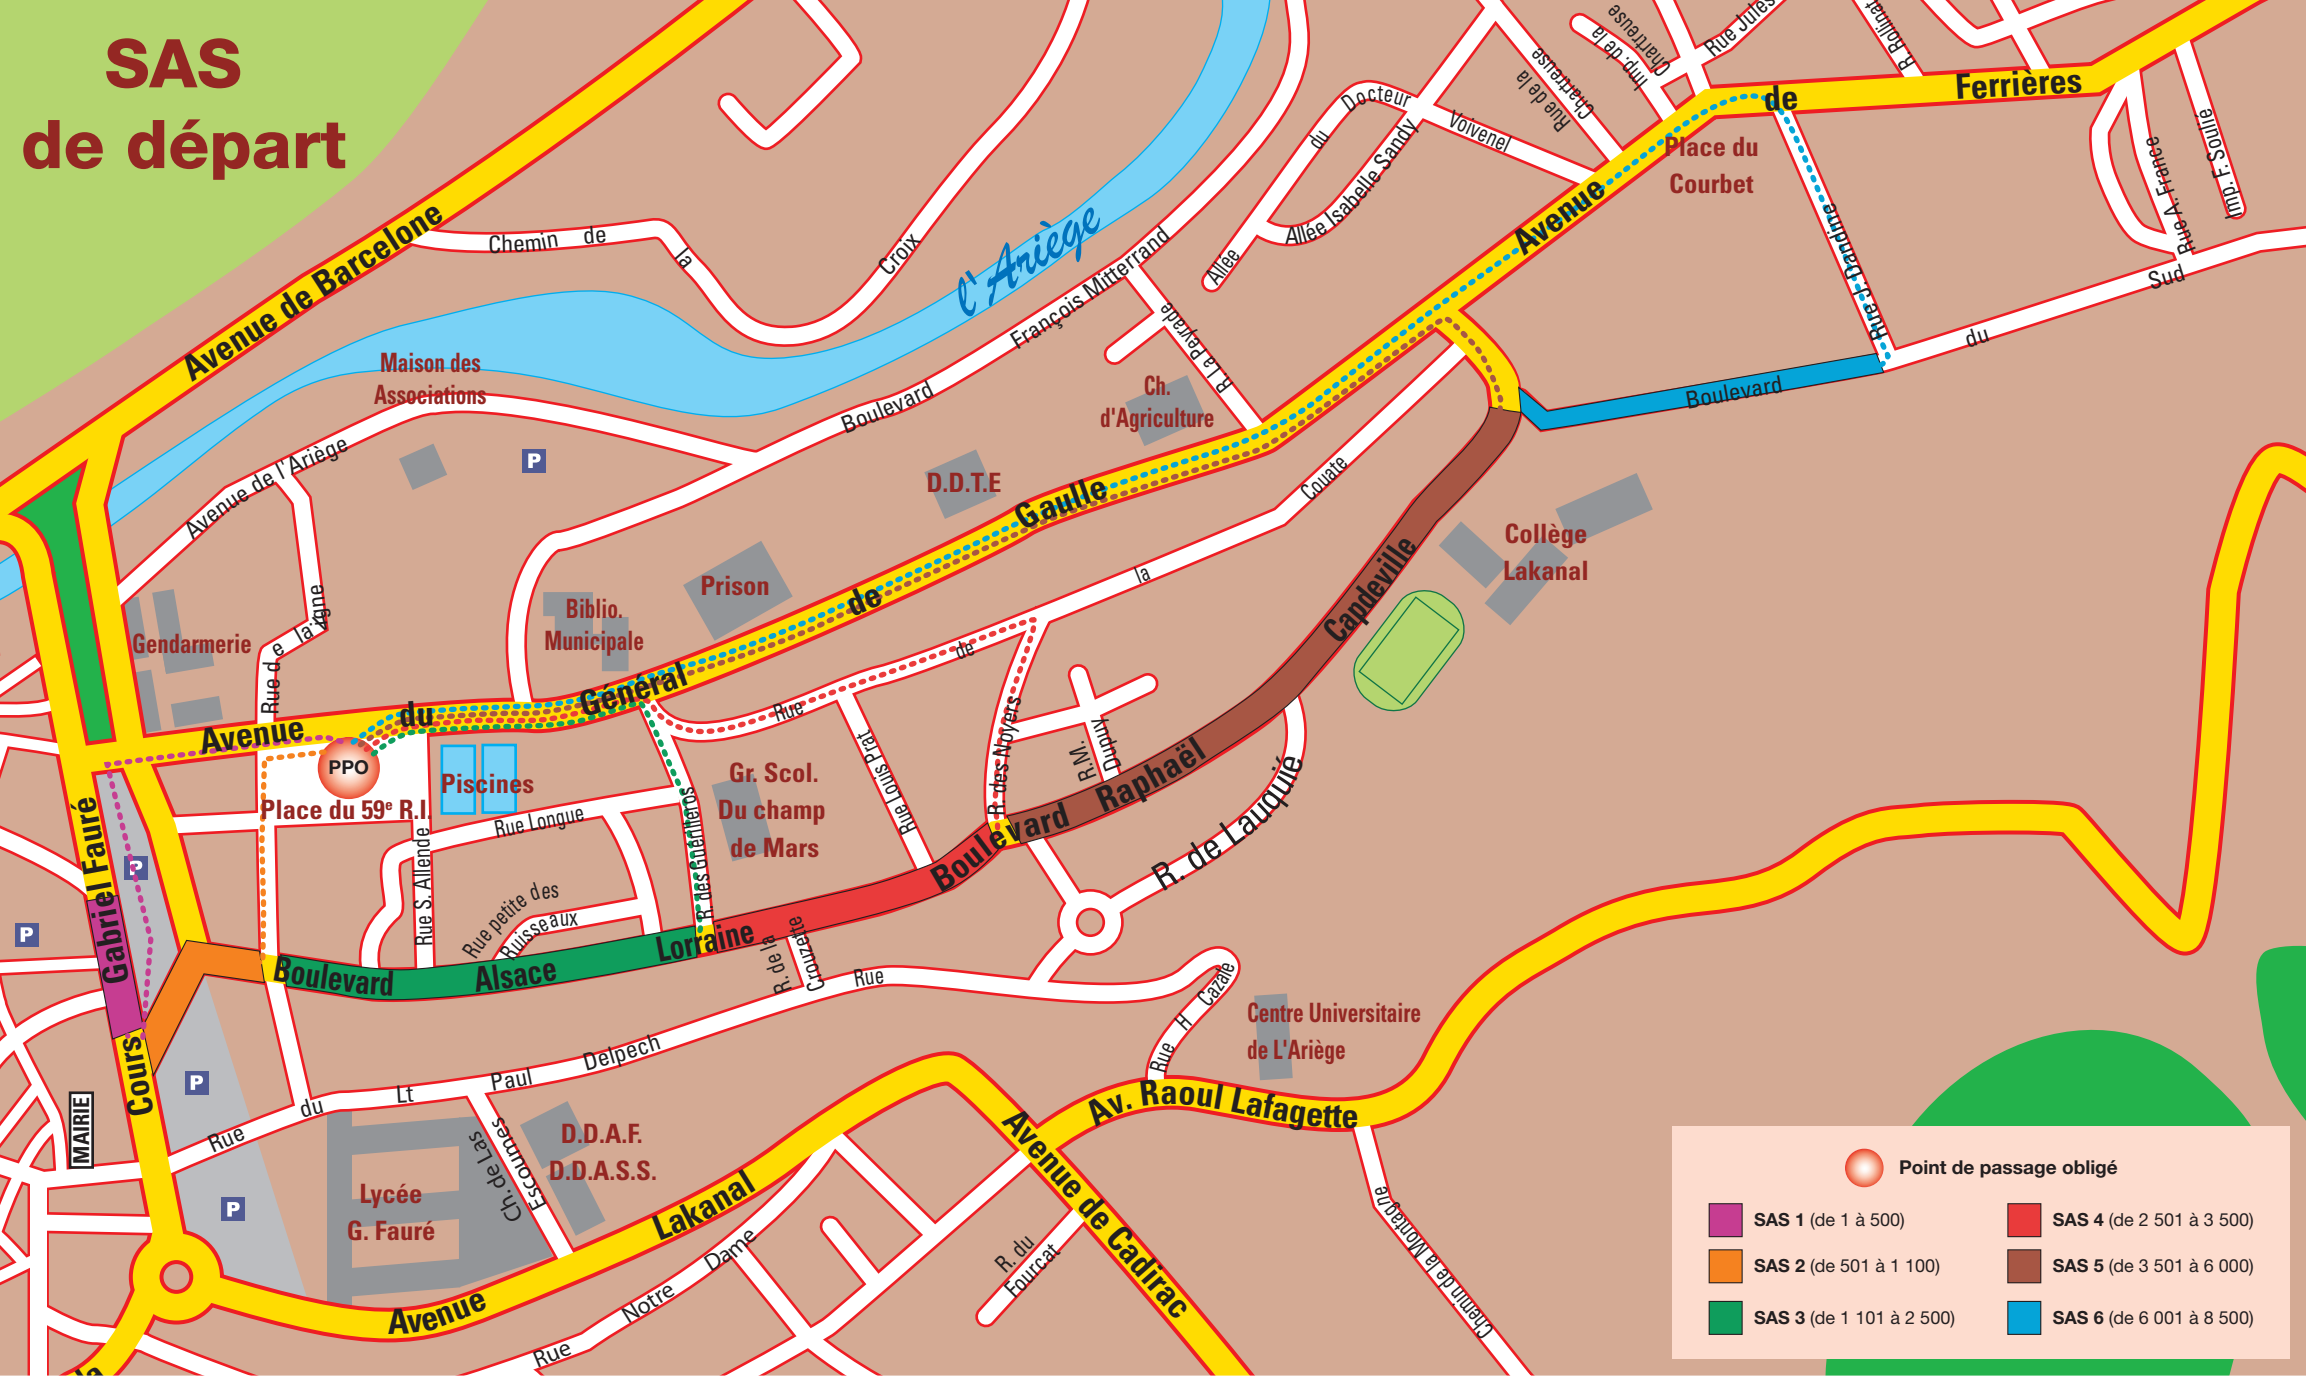 SAS
de départ
Avenue de Barcelone
Chemin de la Croix
l'Ariège
Maison des
Associations
Avenue de l'Ariège
P
Boulevard François Mitterrand
Allée du Docteur Voivenel
Allée Isabelle Sandy
Rue de la
Chartreuse
Imp. de la
Chartreuse
Rue Jules
R. Rollinat
Avenue de Ferrières
Place du
Courbet
Rue J. Dandine
Rue A. France
Imp. F. Soulié
Boulevard du Sud
R. La Peyrade
Ch.
d'Agriculture
D.D.T.E
Prison
Biblio.
Municipale
Gendarmerie
Rue de la Vigne
Avenue du Général de Gaulle
Rue de la Couate
Collège
Lakanal
PPO
Place du 59e R.I.
Piscines
Rue Longue
Rue S. Allende
Rue petite des
Ruisseaux
R. des Guenilleros
Gr. Scol.
Du champ
de Mars
Rue Louis Prat
R. des Noyers
R.M.
Dupuy
Boulevard Raphaël Capdeville
R. de Lauquié
Cours Gabriel Fauré
P
P
Boulevard Alsace Lorraine
R. de la
Crouzette
Rue du Lt Paul Delpech
Rue H Cazale
Centre Universitaire
de L'Ariège
MAIRIE
P
P
Lycée
G. Fauré
Ch. de Las
Escoumes
D.D.A.F.
D.D.A.S.S.
Avenue Lakanal
Av. Raoul Lafagette
Avenue de Cadirac
Rue Notre Dame
R. du
Fourcat
Chemin de la Montagne
la
Point de passage obligé
SAS 1 (de 1 à 500)
SAS 2 (de 501 à 1 100)
SAS 3 (de 1 101 à 2 500)
SAS 4 (de 2 501 à 3 500)
SAS 5 (de 3 501 à 6 000)
SAS 6 (de 6 001 à 8 500)